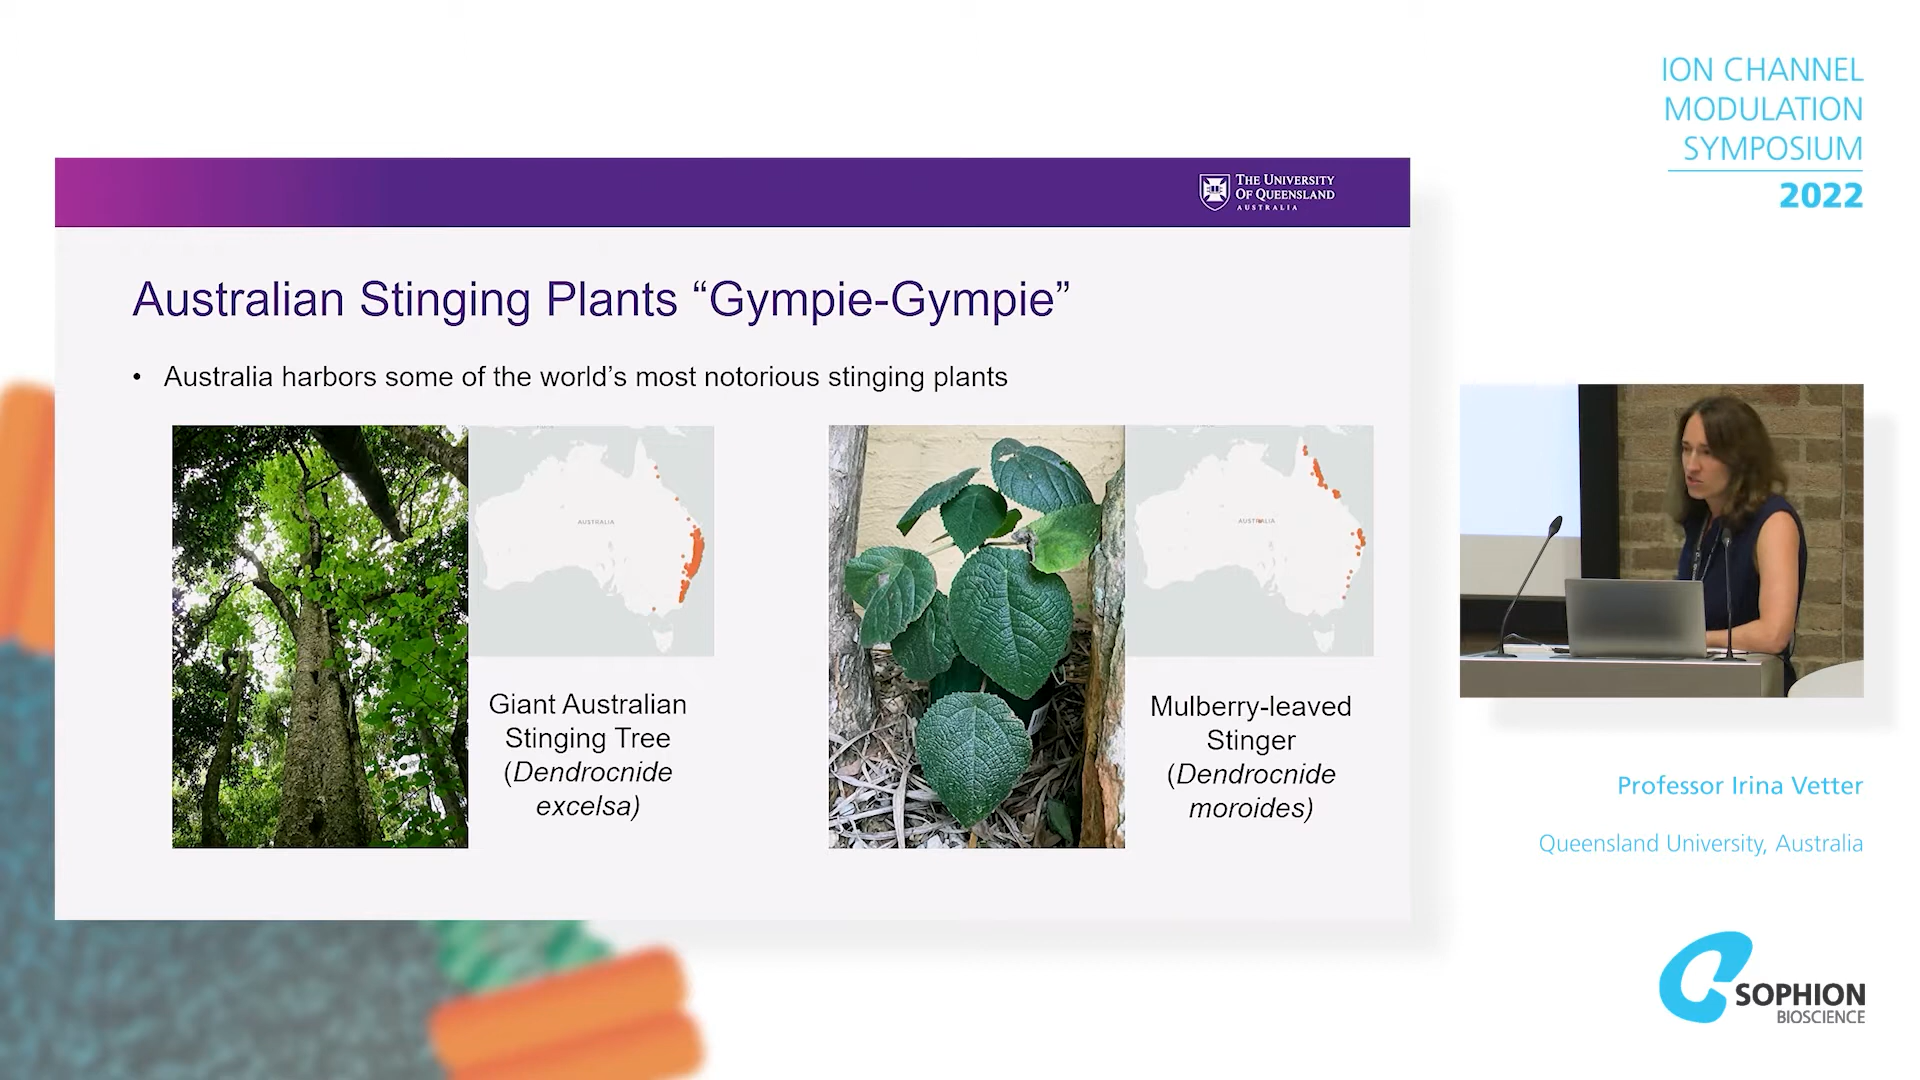 ION CHANNEL
MODULATION
SYMPOSIUM
2022
THE UNIVERSITY
OF QUEENSLAND
AUSTRALIA
Australian Stinging Plants “Gympie-Gympie”
• Australia harbors some of the world’s most notorious stinging plants
AUSTRALIA
Giant Australian
Stinging Tree
(Dendrocnide
excelsa)
AUSTRALIA
Mulberry-leaved
Stinger
(Dendrocnide
moroides)
Professor Irina Vetter
Queensland University, Australia
SOPHION
BIOSCIENCE